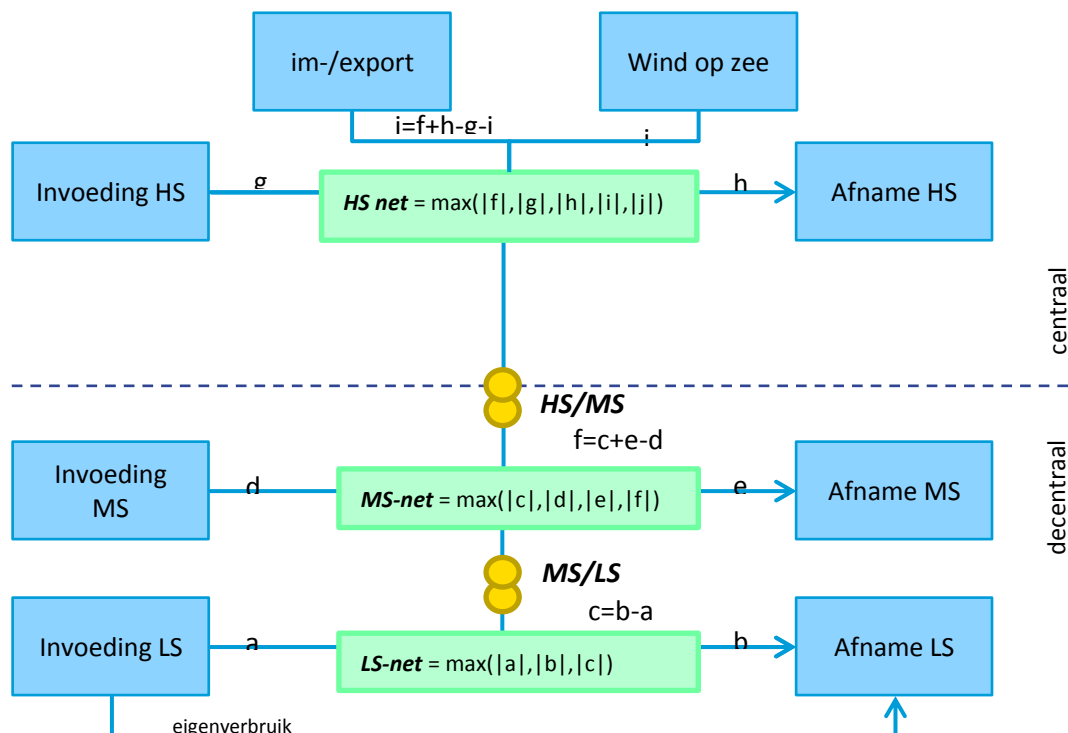 im-/export
Wind op zee
i=f+h-g-j
Invoeding HS
g
HS net = max(|f|,|g|,|h|,|i|,|j|)
h
Afname HS
centraal
HS/MS
f=c+e-d
Invoeding
MS
d
MS-net = max(|c|,|d|,|e|,|f|)
e
Afname MS
decentraal
MS/LS
c=b-a
Invoeding LS
a
LS-net = max(|a|,|b|,|c|)
b
Afname LS
eigenverbruik